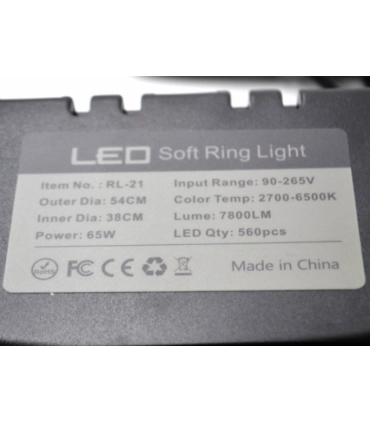 LED Soft Ring Light
Item No.: RL-21 Input Range: 90-265V
Outer Dia: 54CM Color Temp: 2700-6500K
Inner Dia: 38CM Lume: 7800LM
Power: 65W LED Qty: 560pcs
RoHS FC CE Made in China